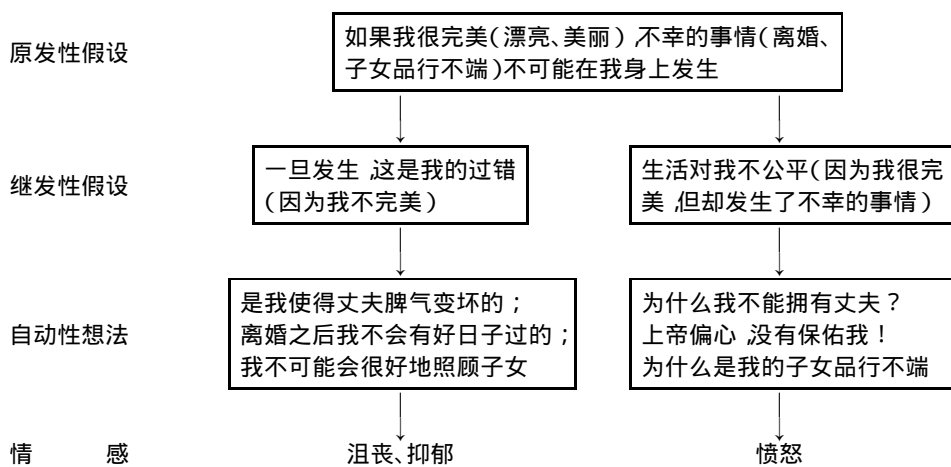 原发性假设
如果我很完美(漂亮、美丽),不幸的事情(离婚、
子女品行不端)不可能在我身上发生
继发性假设
一旦发生,这是我的过错
(因为我不完美)
生活对我不公平(因为我很完
美,但却发生了不幸的事情)
自动性想法
是我使得丈夫脾气变坏的;
离婚之后我不会有好日子过的;
我不可能会很好地照顾子女
为什么我不能拥有丈夫?
上帝偏心,没有保佑我!
为什么是我的子女品行不端
情 感
沮丧、抑郁
愤怒